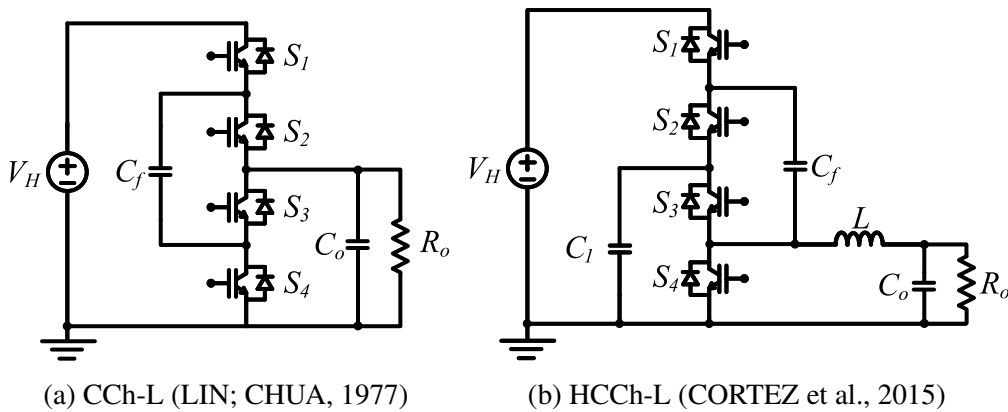 S1
S2
VH
Cf
S3
Co
Ro
S4
(a) CCh-L (LIN; CHUA, 1977)
S1
S2
VH
Cf
S3
L
C1
S4
Co
Ro
(b) HCCh-L (CORTEZ et al., 2015)